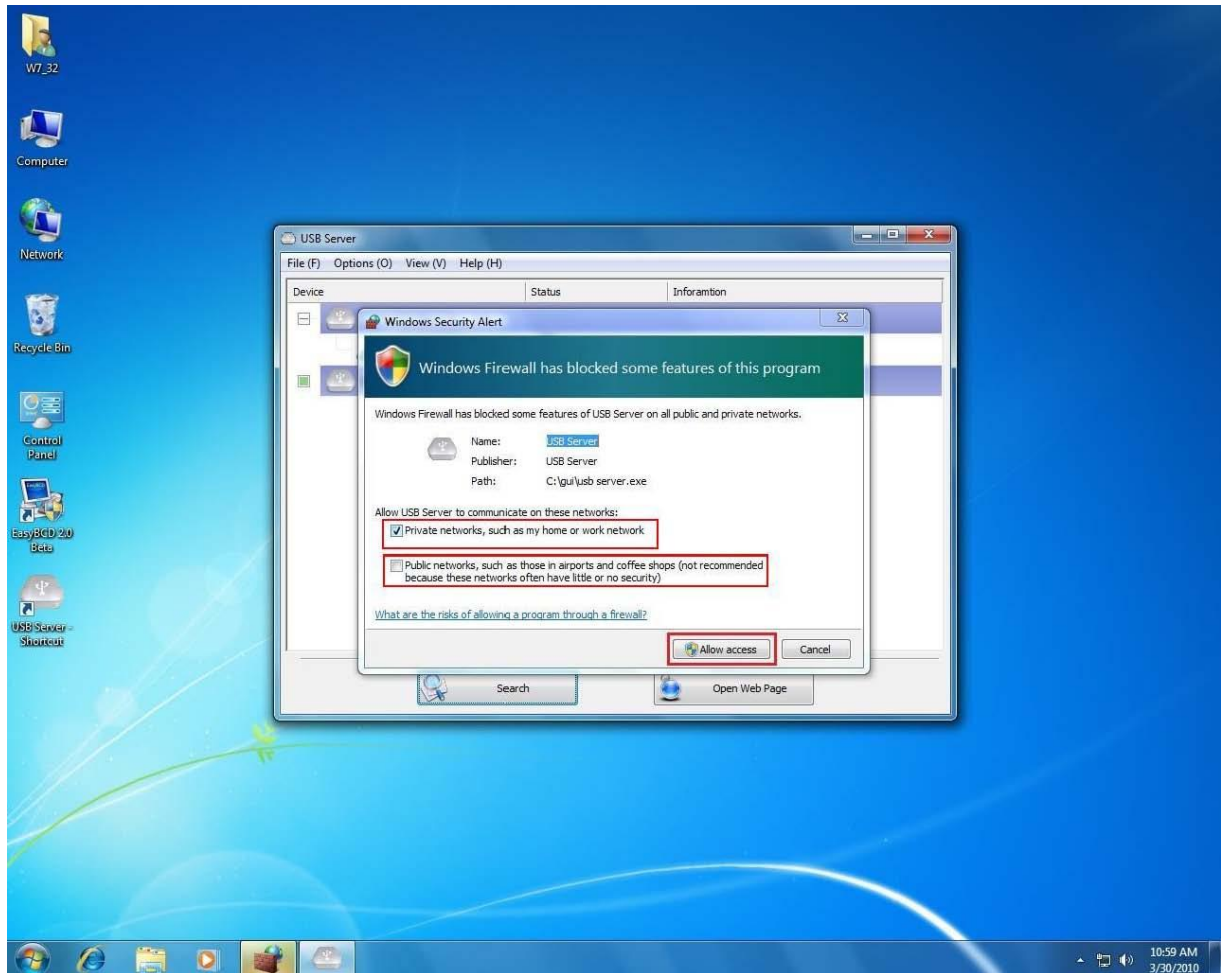 W7_32
Computer
Network
Recycle Bin
Control
Panel
EasyBCD 2.0
Beta
USB Server -
Shortcut
USB Server
File (F) Options (O) View (V) Help (H)
Device Status Inforamtion
Windows Security Alert
Windows Firewall has blocked some features of this program
Windows Firewall has blocked some features of USB Server on all public and private networks.
Name: USB Server
Publisher: USB Server
Path: C:\gui\usb server.exe
Allow USB Server to communicate on these networks:
Private networks, such as my home or work network
Public networks, such as those in airports and coffee shops (not recommended
because these networks often have little or no security)
What are the risks of allowing a program through a firewall?
Allow access Cancel
Search Open Web Page
10:59 AM
3/30/2010